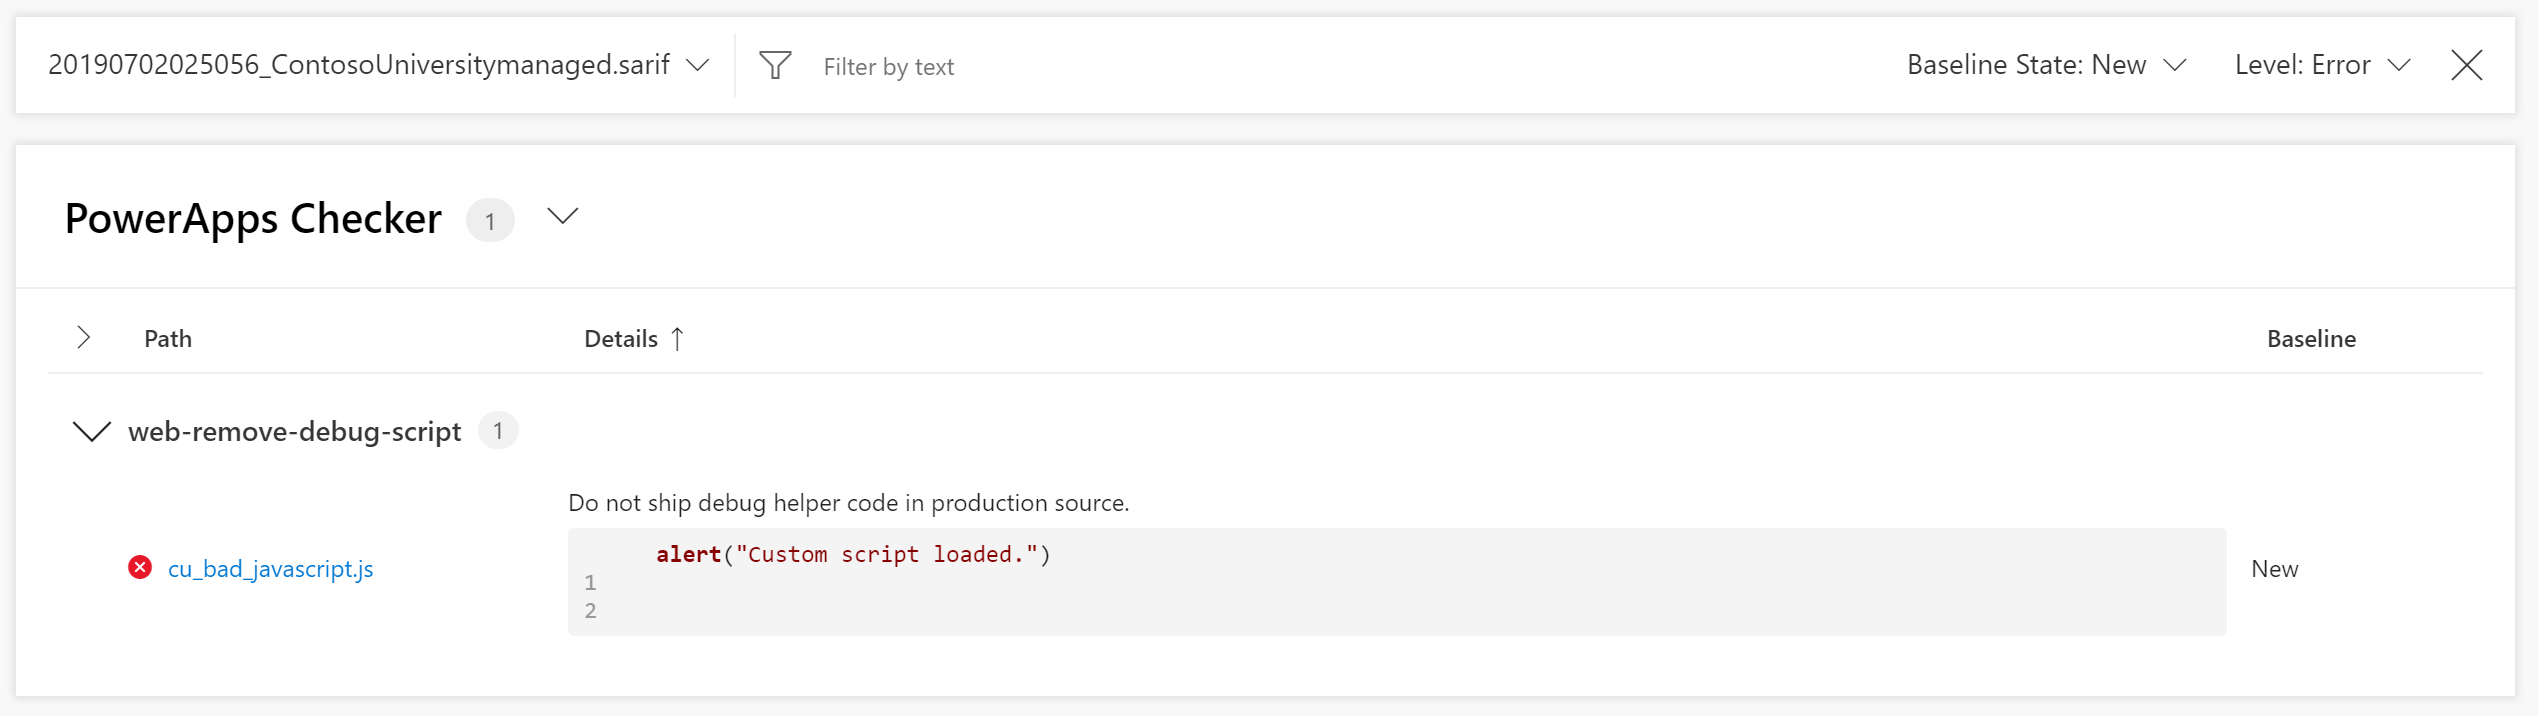 20190702025056_ContosoUniversitymanaged.sarif Filter by text Baseline State: New Level: Error
PowerApps Checker 1
Path Details ↑ Baseline
web-remove-debug-script 1
Do not ship debug helper code in production source.
alert("Custom script loaded.")
cu_bad_javascript.js New
1
2